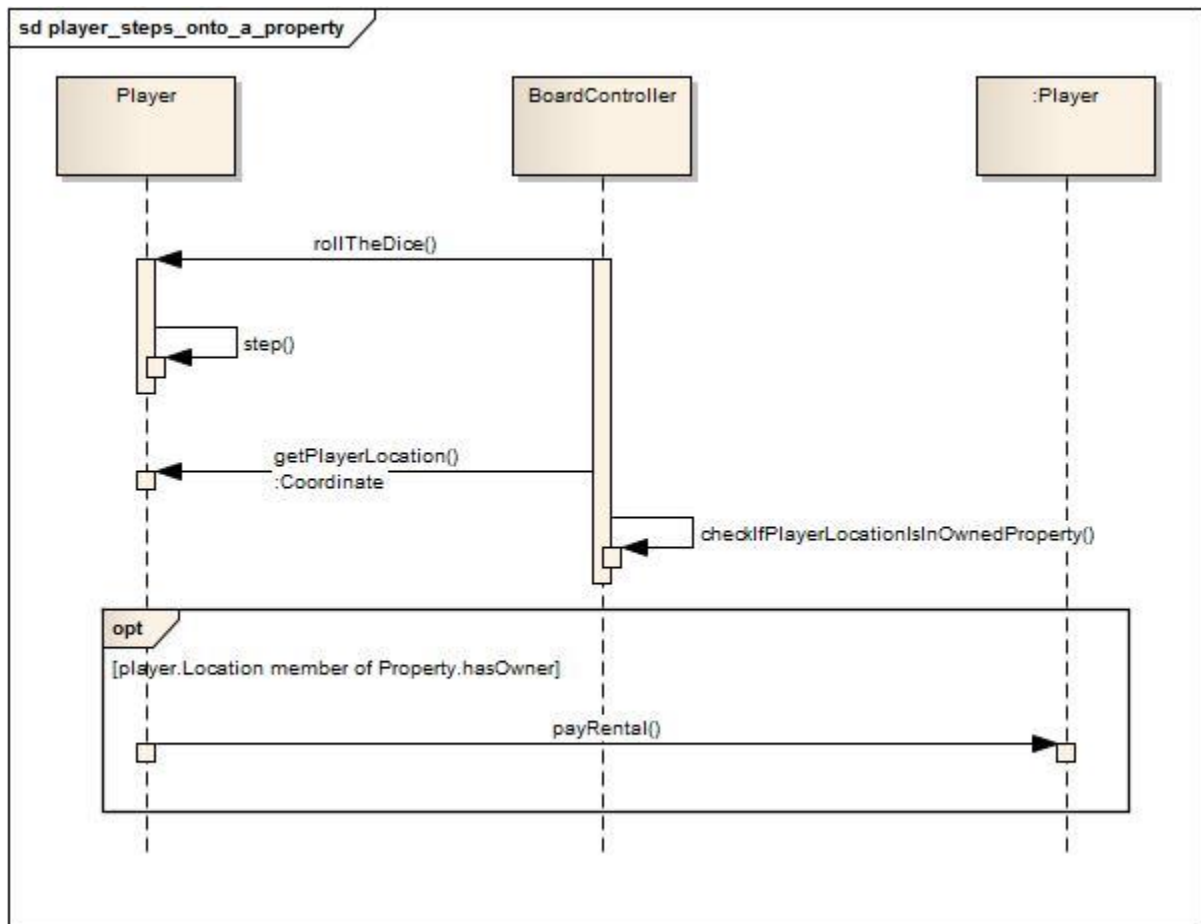 sd player_steps_onto_a_property
Player
BoardController
:Player
rollTheDice()
step()
getPlayerLocation()
:Coordinate
checkIfPlayerLocationIsInOwnedProperty()
opt
[player.Location member of Property.hasOwner]
payRental()